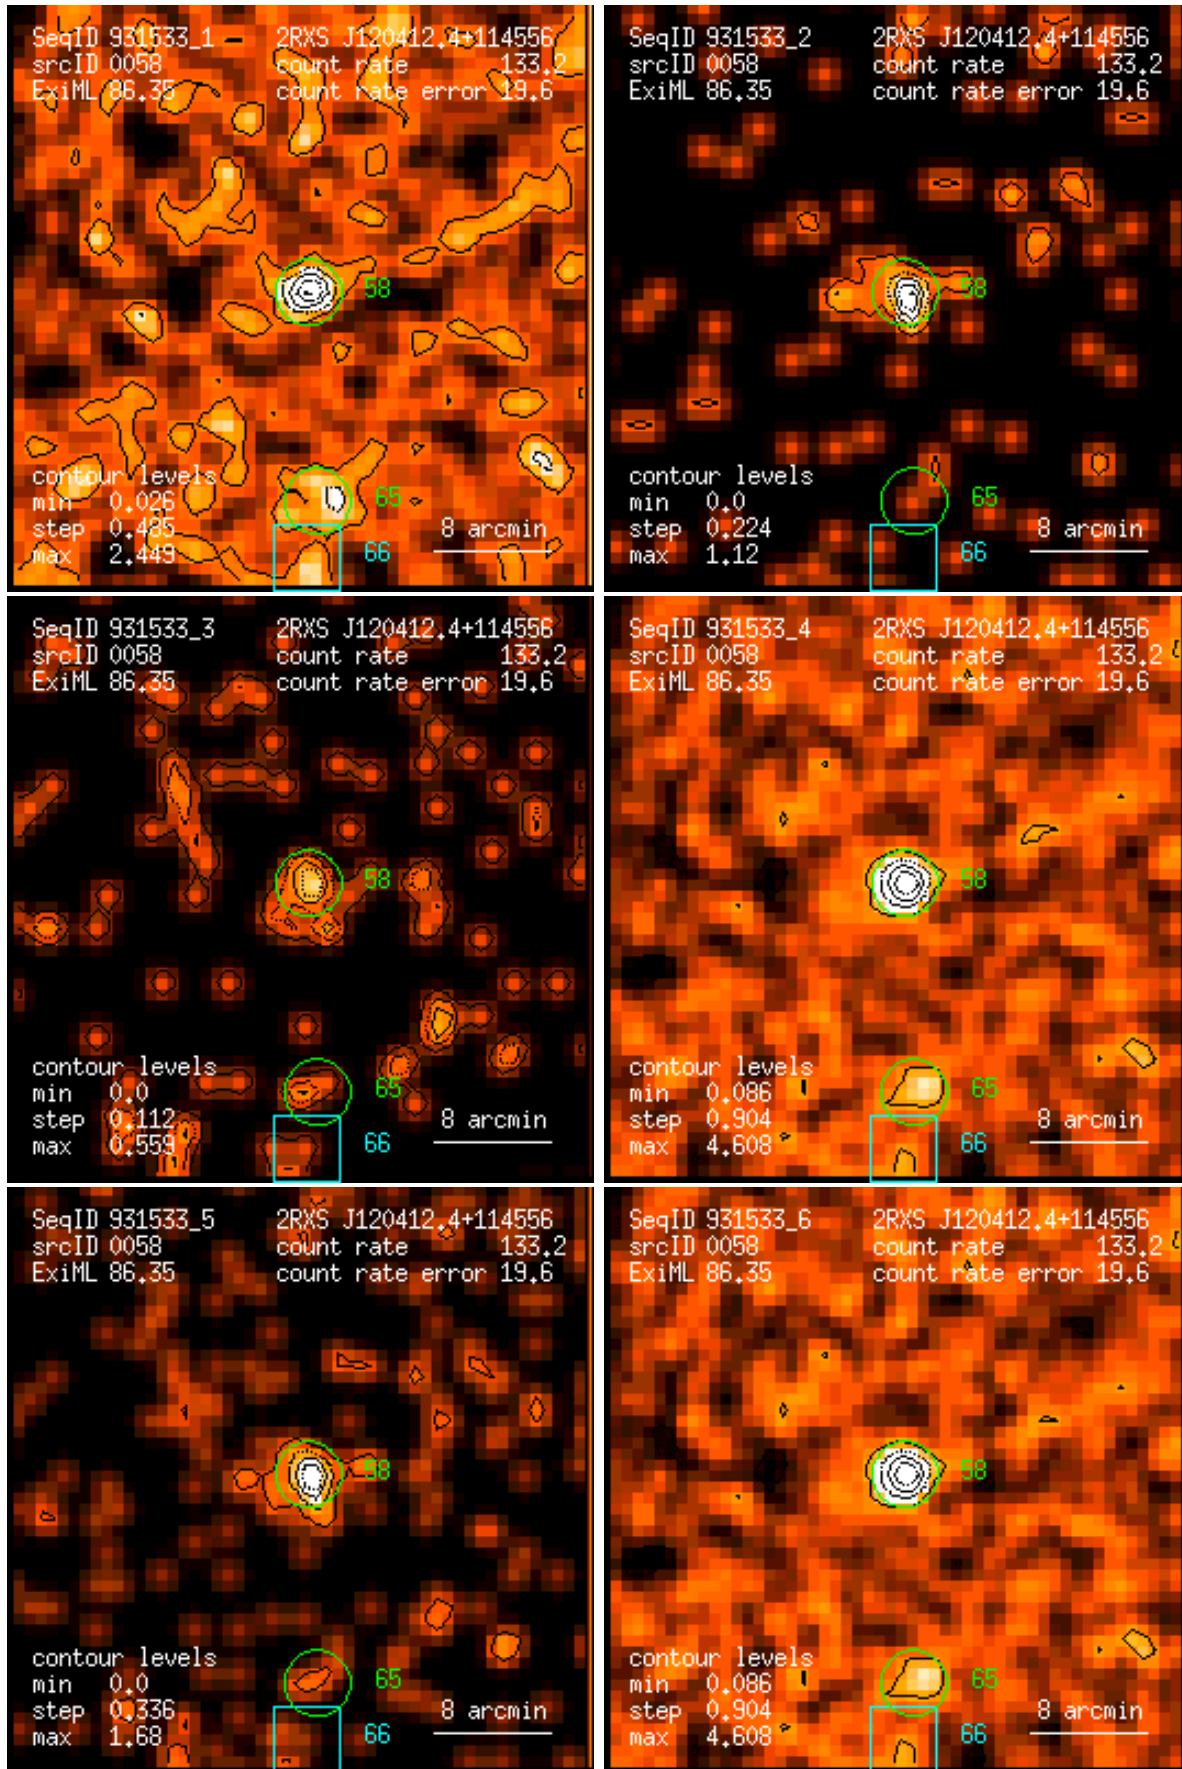 SeqID 931533_1 2RXS J120412.4+114556
srcID 0058 count rate 133.2
ExiML 86.35 count rate error 19.6
58
contour levels
min 0.026 65
step 0.485 8 arcmin
max 2.449 66
SeqID 931533_2 2RXS J120412.4+114556
srcID 0058 count rate 133.2
ExiML 86.35 count rate error 19.6
58
contour levels
min 0.0 65
step 0.224 8 arcmin
max 1.12 66
SeqID 931533_3 2RXS J120412.4+114556
srcID 0058 count rate 133.2
ExiML 86.35 count rate error 19.6
58
contour levels
min 0.0 65
step 0.112 8 arcmin
max 0.559 66
SeqID 931533_4 2RXS J120412.4+114556
srcID 0058 count rate 133.2
ExiML 86.35 count rate error 19.6
58
contour levels
min 0.086 65
step 0.904 8 arcmin
max 4.608 66
SeqID 931533_5 2RXS J120412.4+114556
srcID 0058 count rate 133.2
ExiML 86.35 count rate error 19.6
58
contour levels
min 0.0 65
step 0.336 8 arcmin
max 1.68 66
SeqID 931533_6 2RXS J120412.4+114556
srcID 0058 count rate 133.2
ExiML 86.35 count rate error 19.6
58
contour levels
min 0.086 65
step 0.904 8 arcmin
max 4.608 66